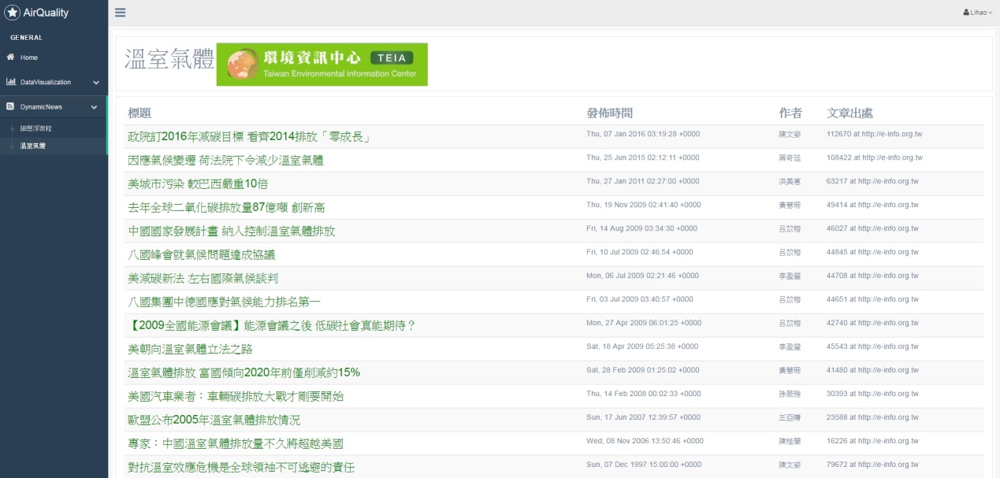 AirQuality
Lihao
GENERAL
Home
DataVisualization
DynamicNews
細懸浮微粒
溫室氣體
溫室氣體 環境資訊中心 TEIA
Taiwan Environmental information Center
標題 發佈時間 作者 文章出處
政院訂2016年減碳目標 看齊2014排放「零成長」 Thu, 07 Jan 2016 03:19:28 +0000 陳文姿 112670 at http://e-info.org.tw
因應氣候變遷 荷法院下令減少溫室氣體 Thu, 25 Jun 2015 02:12:11 +0000 蔣奇廷 108422 at http://e-info.org.tw
美城市污染 較巴西嚴重10倍 Thu, 27 Jan 2011 02:27:00 +0000 洪美惠 63217 at http://e-info.org.tw
去年全球二氧化碳排放量87億噸 創新高 Thu, 19 Nov 2009 02:41:40 +0000 黃慧珊 49414 at http://e-info.org.tw
中國國家發展計畫 納入控制溫室氣體排放 Fri, 14 Aug 2009 03:34:30 +0000 呂苡榕 46027 at http://e-info.org.tw
八國峰會就氣候問題達成協議 Fri, 10 Jul 2009 02:46:54 +0000 呂苡榕 44845 at http://e-info.org.tw
美減碳新法 左右國際氣候談判 Mon, 06 Jul 2009 02:21:46 +0000 李盈瑩 44708 at http://e-info.org.tw
八國集團中德國應對氣候能力排名第一 Fri, 03 Jul 2009 03:40:57 +0000 呂苡榕 44651 at http://e-info.org.tw
【2009全國能源會議】能源會議之後 低碳社會真能期待？ Mon, 27 Apr 2009 06:01:25 +0000 呂苡榕 42740 at http://e-info.org.tw
美朝向溫室氣體立法之路 Sat, 18 Apr 2009 05:25:38 +0000 李盈瑩 45543 at http://e-info.org.tw
溫室氣體排放 富國傾向2020年前僅削減約15% Sat, 28 Feb 2009 01:25:02 +0000 黃慧珊 41480 at http://e-info.org.tw
美國汽車業者：車輛碳排放大戰才剛要開始 Thu, 14 Feb 2008 00:02:33 +0000 30393 at http://e-info.org.tw
歐盟公布2005年溫室氣體排放情況 Sun, 17 Jun 2007 12:39:57 +0000 王亞晴 23588 at http://e-info.org.tw
專家：中國溫室氣體排放量不久將超越美國 Wed, 08 Nov 2006 13:50:46 +0000 陳桂蘭 16226 at http://e-info.org.tw
對抗溫室效應危機是全球領袖不可逃避的責任 Sun, 07 Dec 1997 15:00:00 +0000 陳文姿 79672 at http://e-info.org.tw